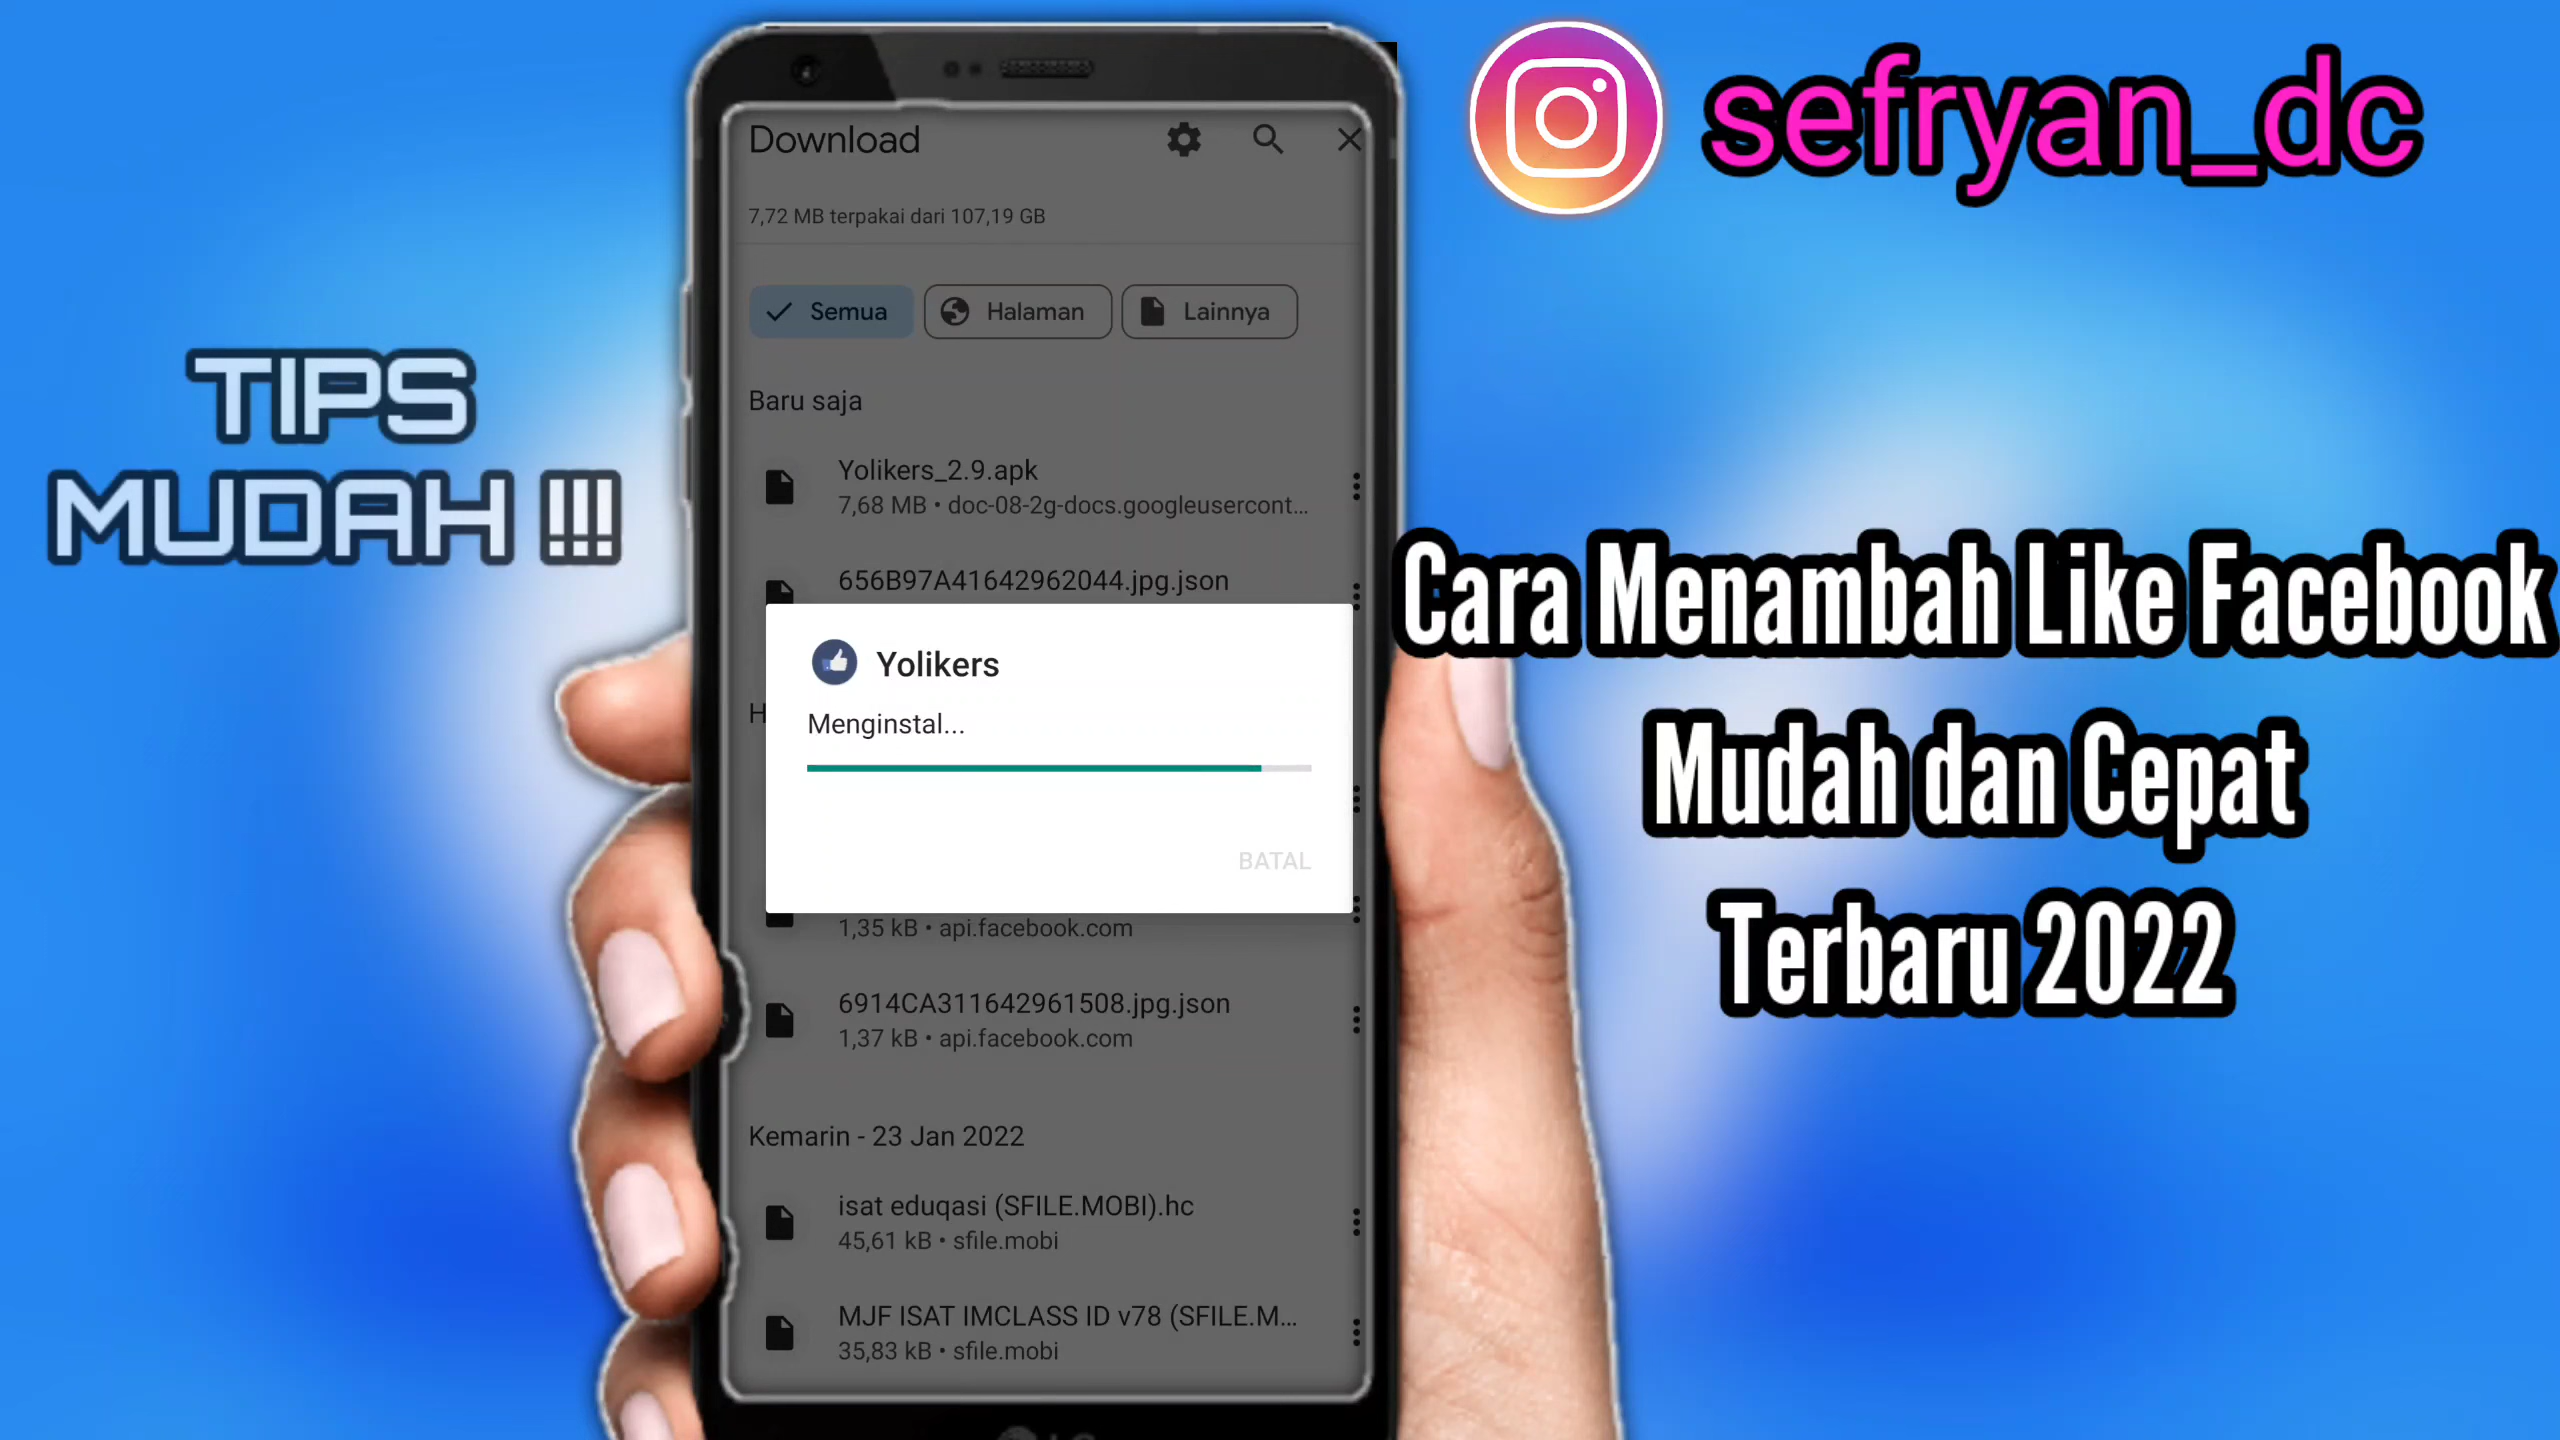 sefryan_dc
TIPS
MUDAH !!!
Download
7,72 MB terpakai dari 107,19 GB
Semua
Halaman
Lainnya
Baru saja
Yolikers_2.9.apk
7,68 MB • doc-08-2g-docs.googleusercont...
656B97A41642962044.jpg.json
H
Yolikers
Menginstal...
BATAL
1,35 kB • api.facebook.com
6914CA311642961508.jpg.json
1,37 kB • api.facebook.com
Kemarin - 23 Jan 2022
isat eduqasi (SFILE.MOBI).hc
45,61 kB • sfile.mobi
MJF ISAT IMCLASS ID v78 (SFILE.M...
35,83 kB • sfile.mobi
Cara Menambah Like Facebook
Mudah dan Cepat
Terbaru 2022